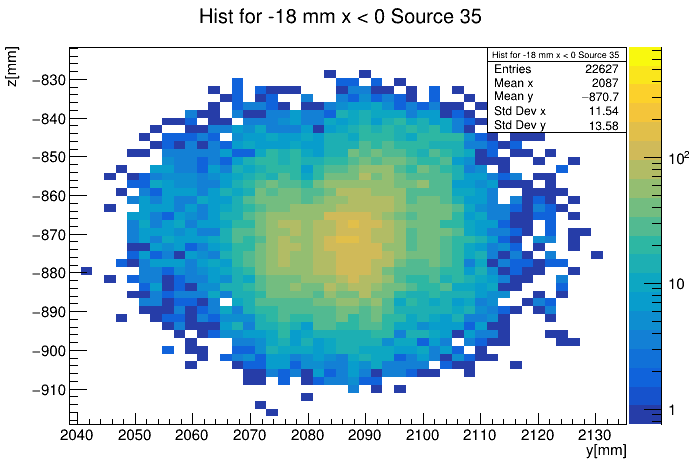 Hist for -18 mm x < 0 Source 35
z[mm]
Hist for -18 mm x < 0 Source 35
Entries 22627
Mean x 2087
Mean y −870.7
Std Dev x 11.54
Std Dev y 13.58
−830
−840
−850
−860
−870
−880
−890
−900
−910
10²
10
1
2040 2050 2060 2070 2080 2090 2100 2110 2120 2130
y[mm]